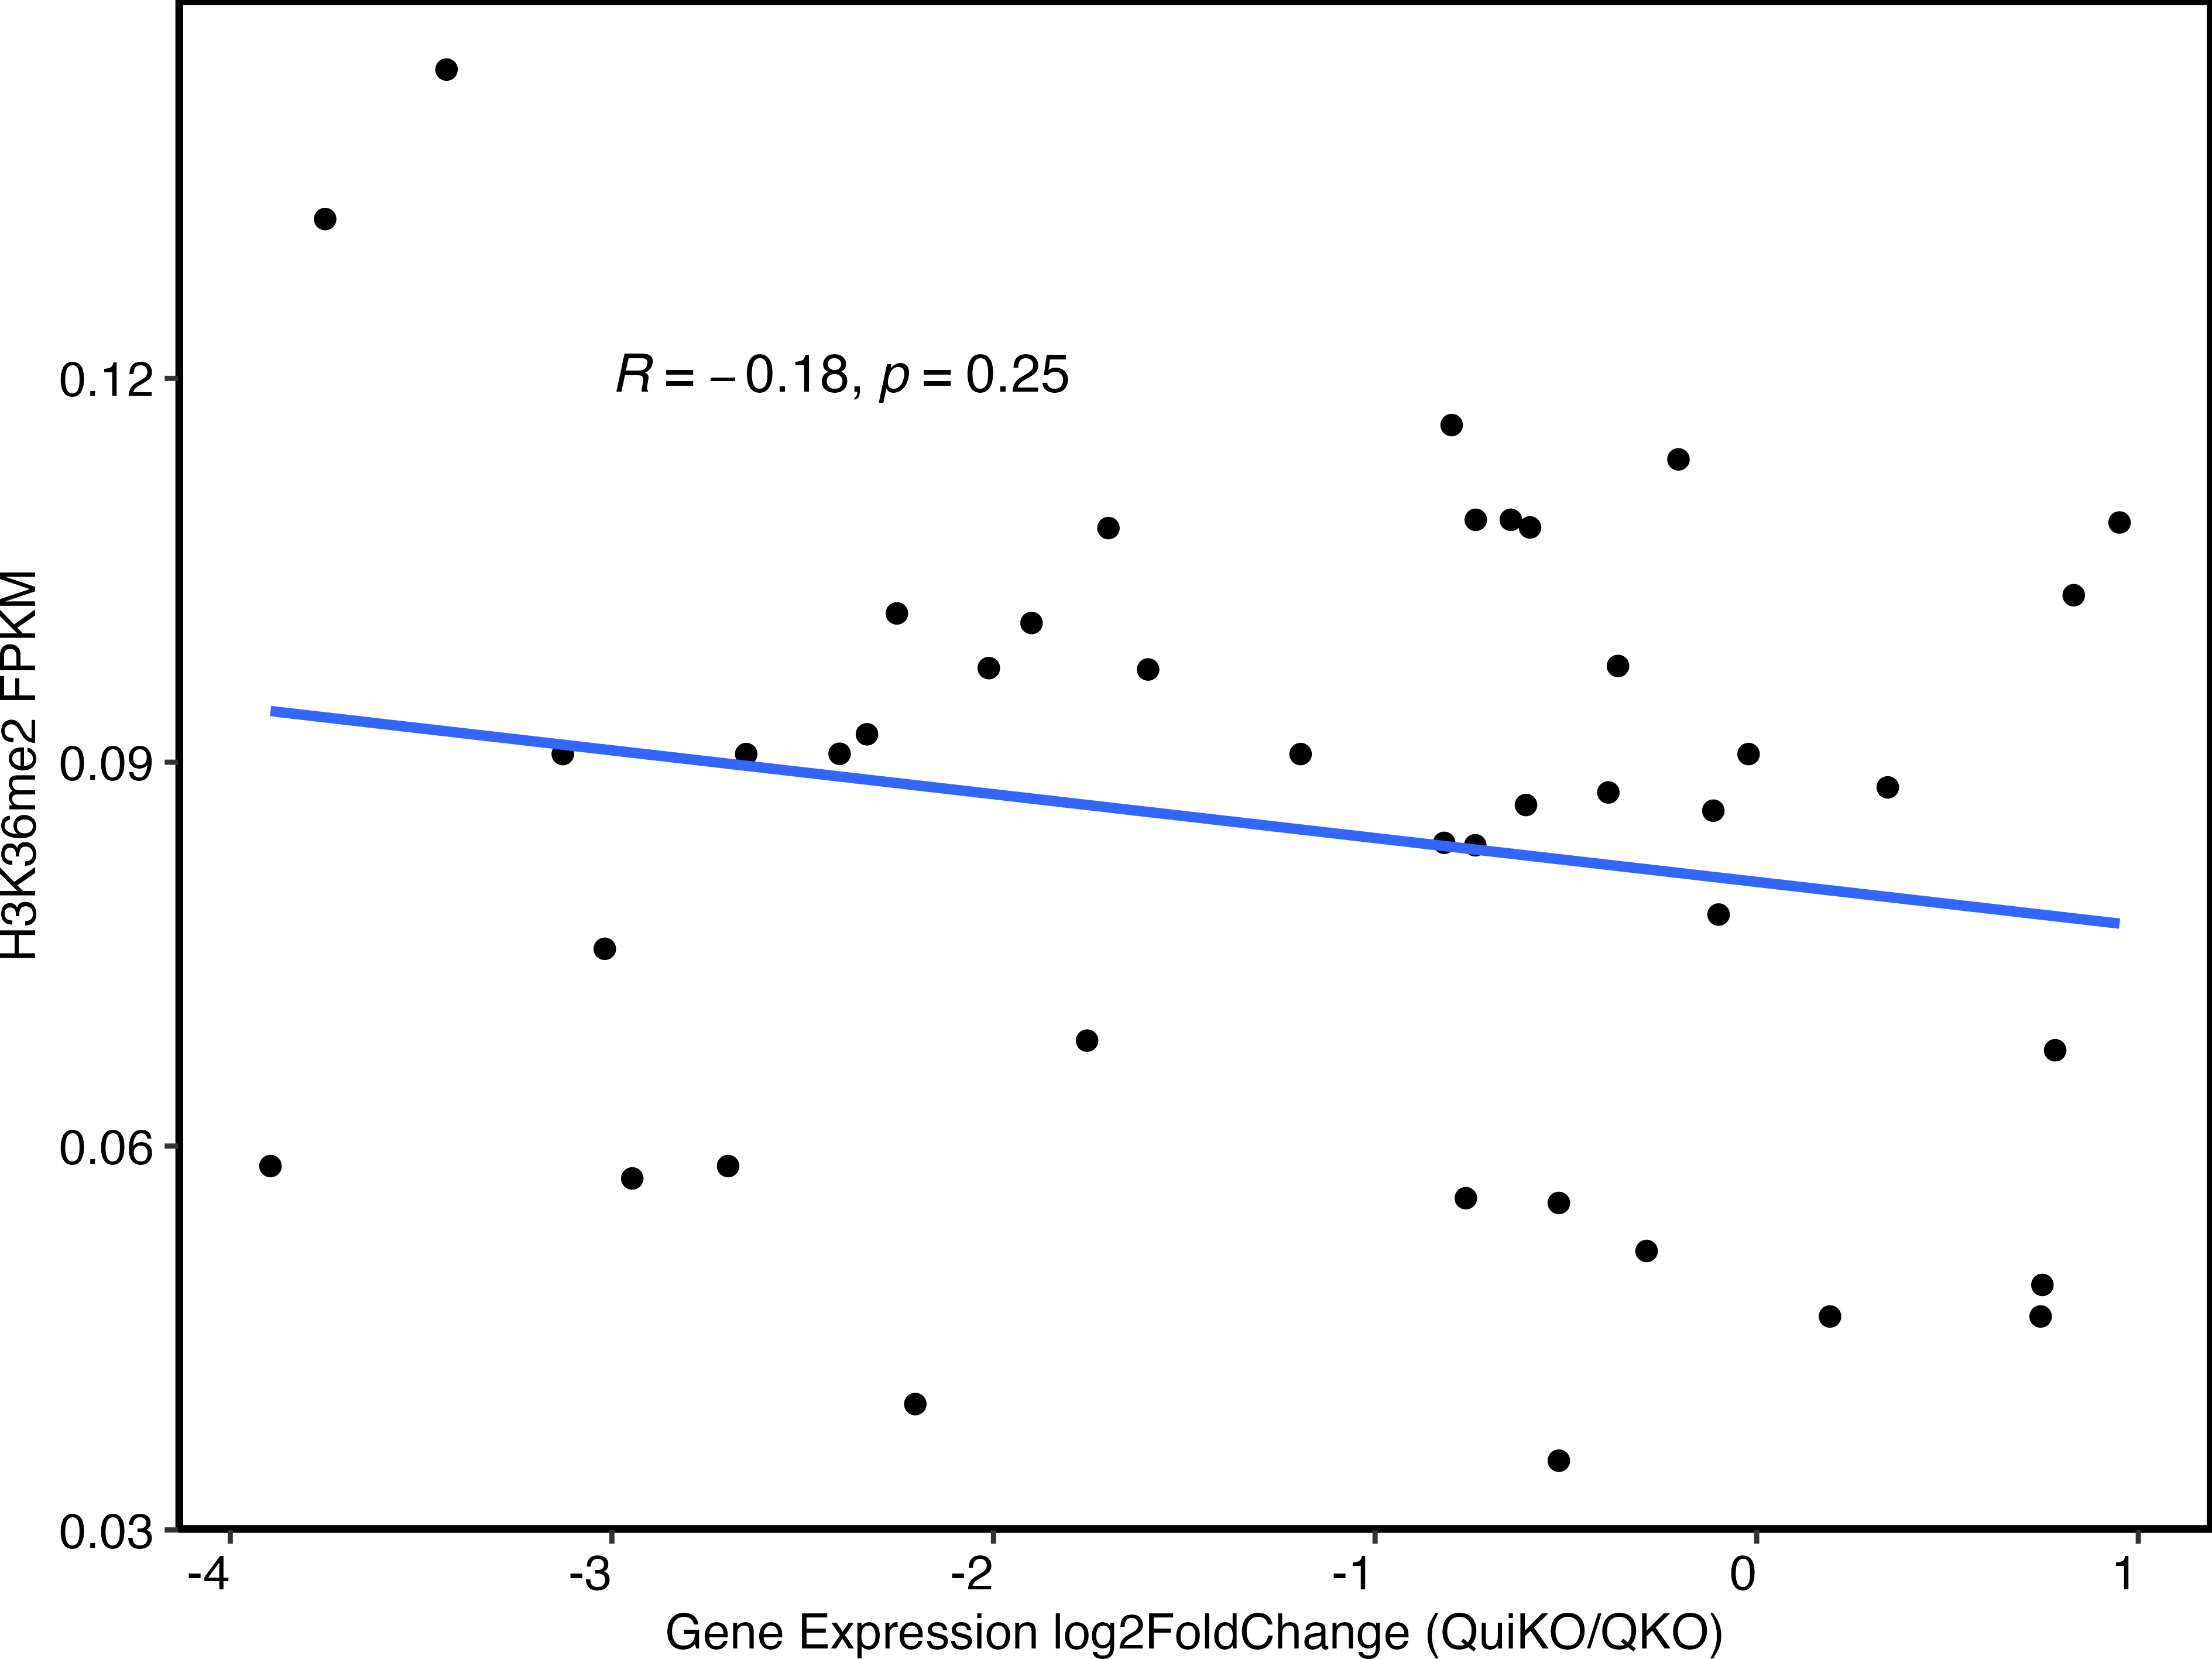 R = −0.18, p = 0.25
H3K36me2 FPKM
0.12
0.09
0.06
0.03
-4 -3 -2 -1 0 1
Gene Expression log2FoldChange (QuiKO/QKO)